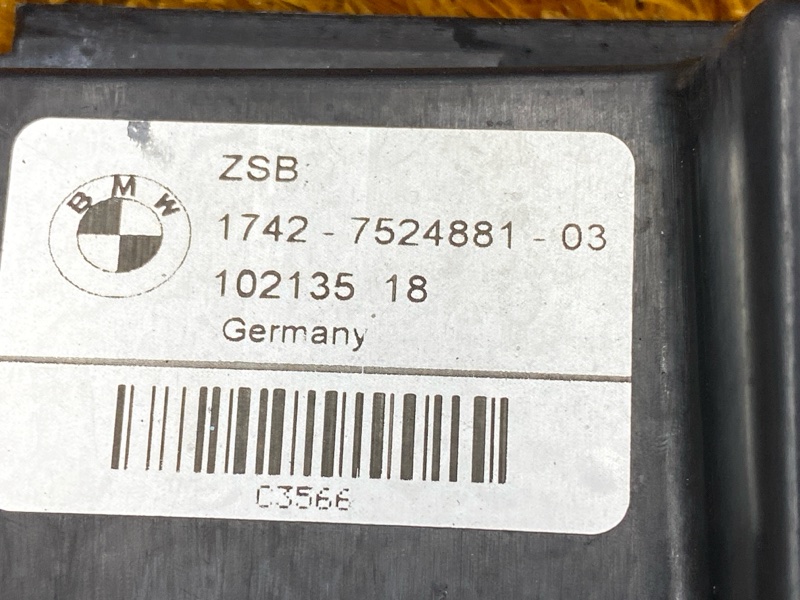 BMW
ZSB
1742 - 7524881 - 03
102135 18
Germany
C3566